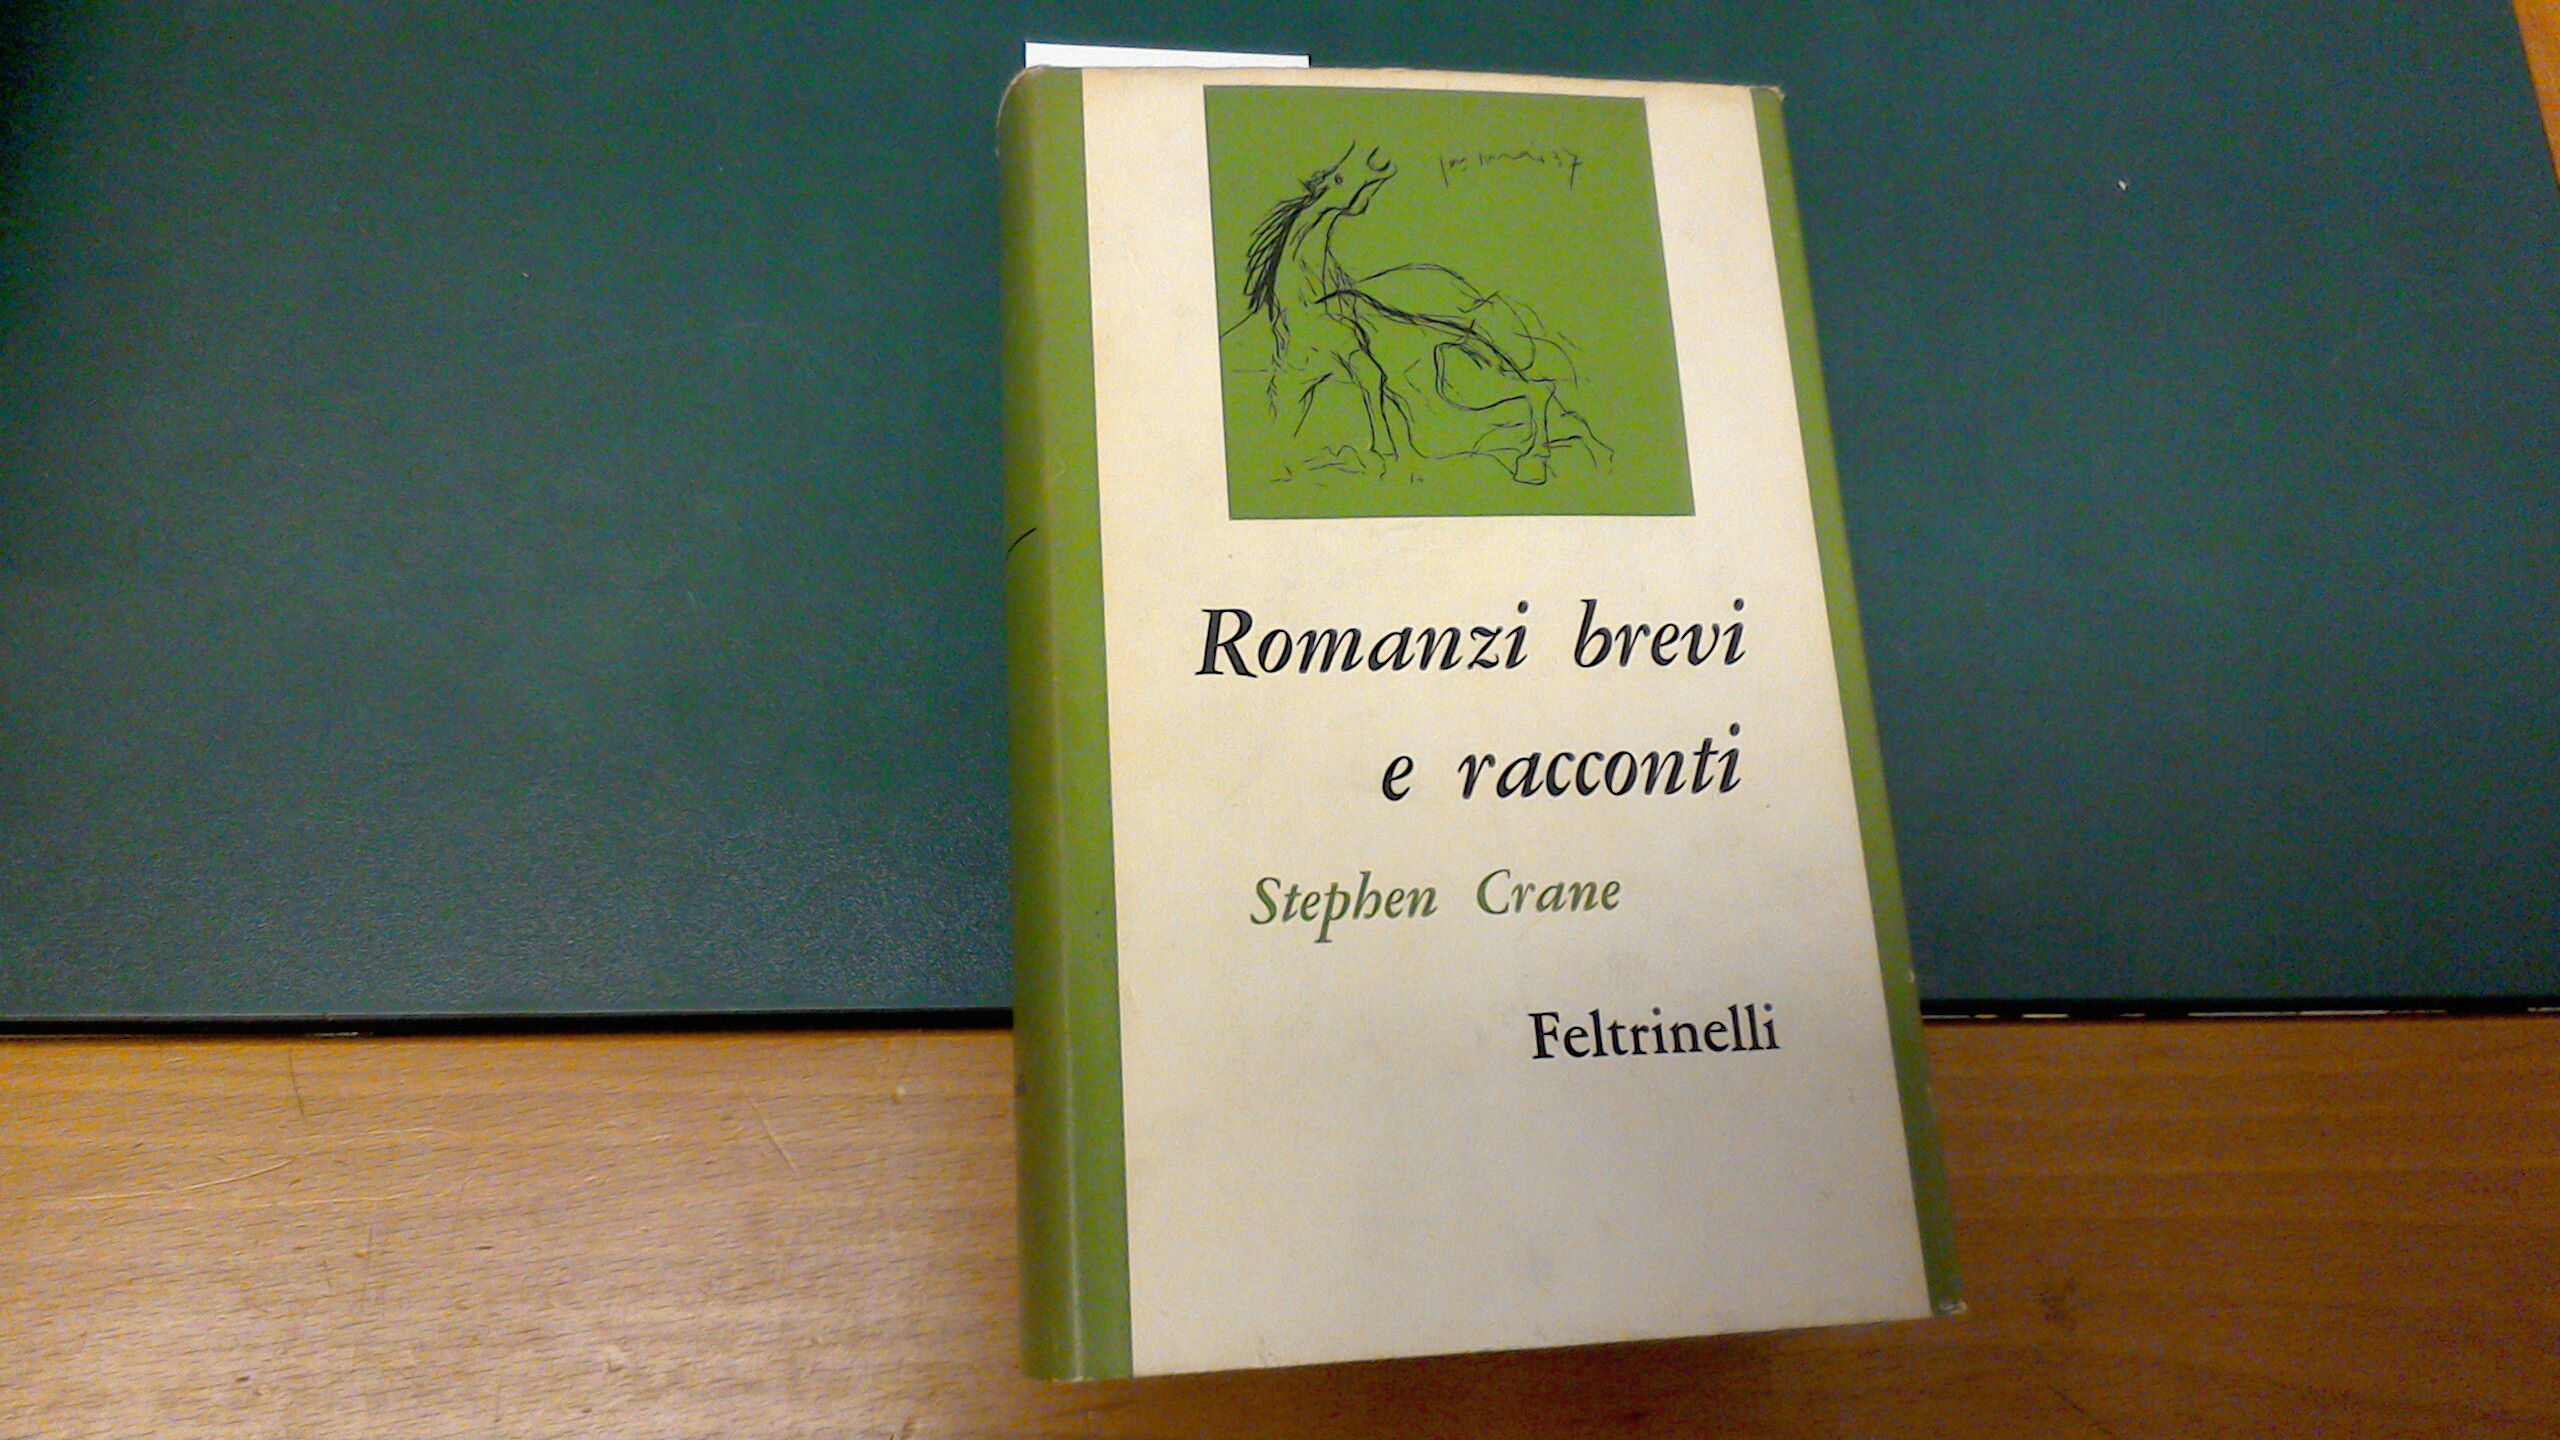 Romanzi brevi
e racconti
Stephen Crane
Feltrinelli